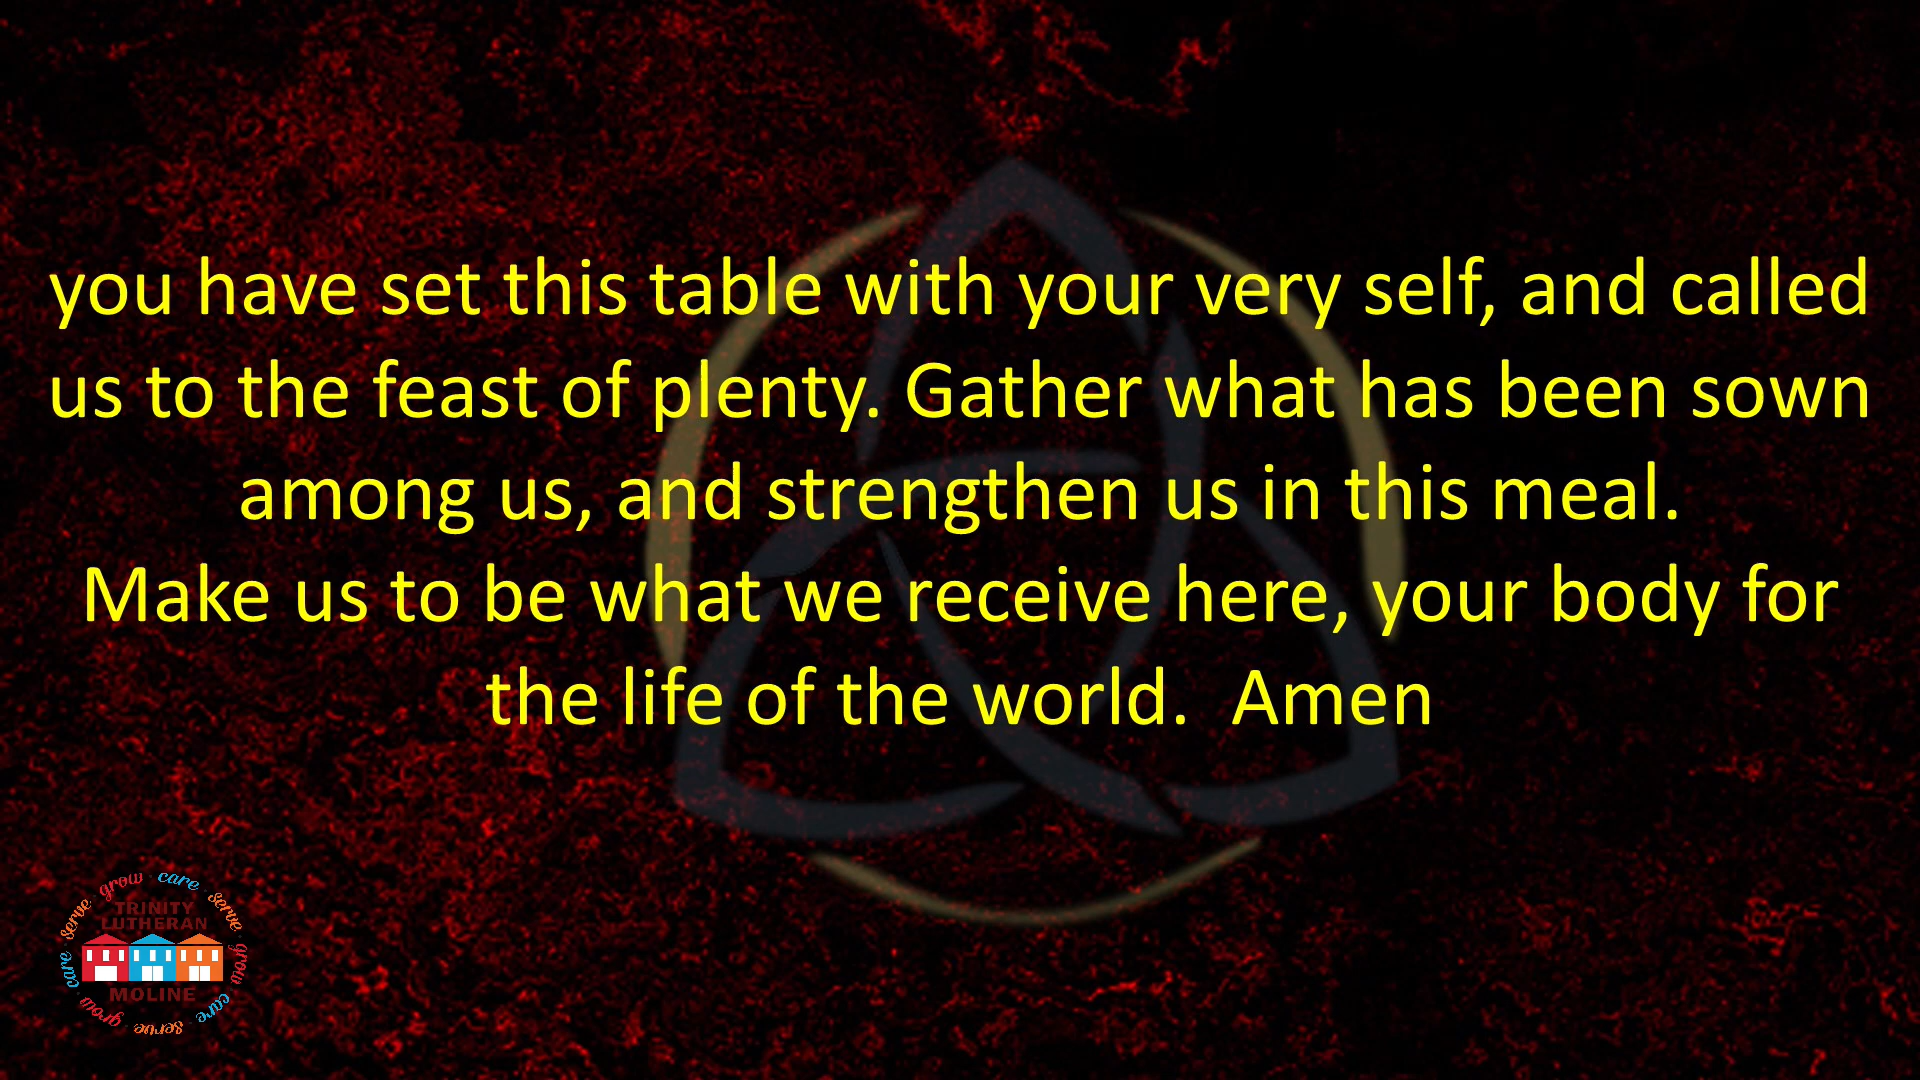 you have set this table with your very self, and called
us to the feast of plenty. Gather what has been sown
among us, and strengthen us in this meal.
Make us to be what we receive here, your body for
the life of the world.  Amen
grow care serve grow care serve grow care serve
TRINITY
LUTHERAN
MOLINE